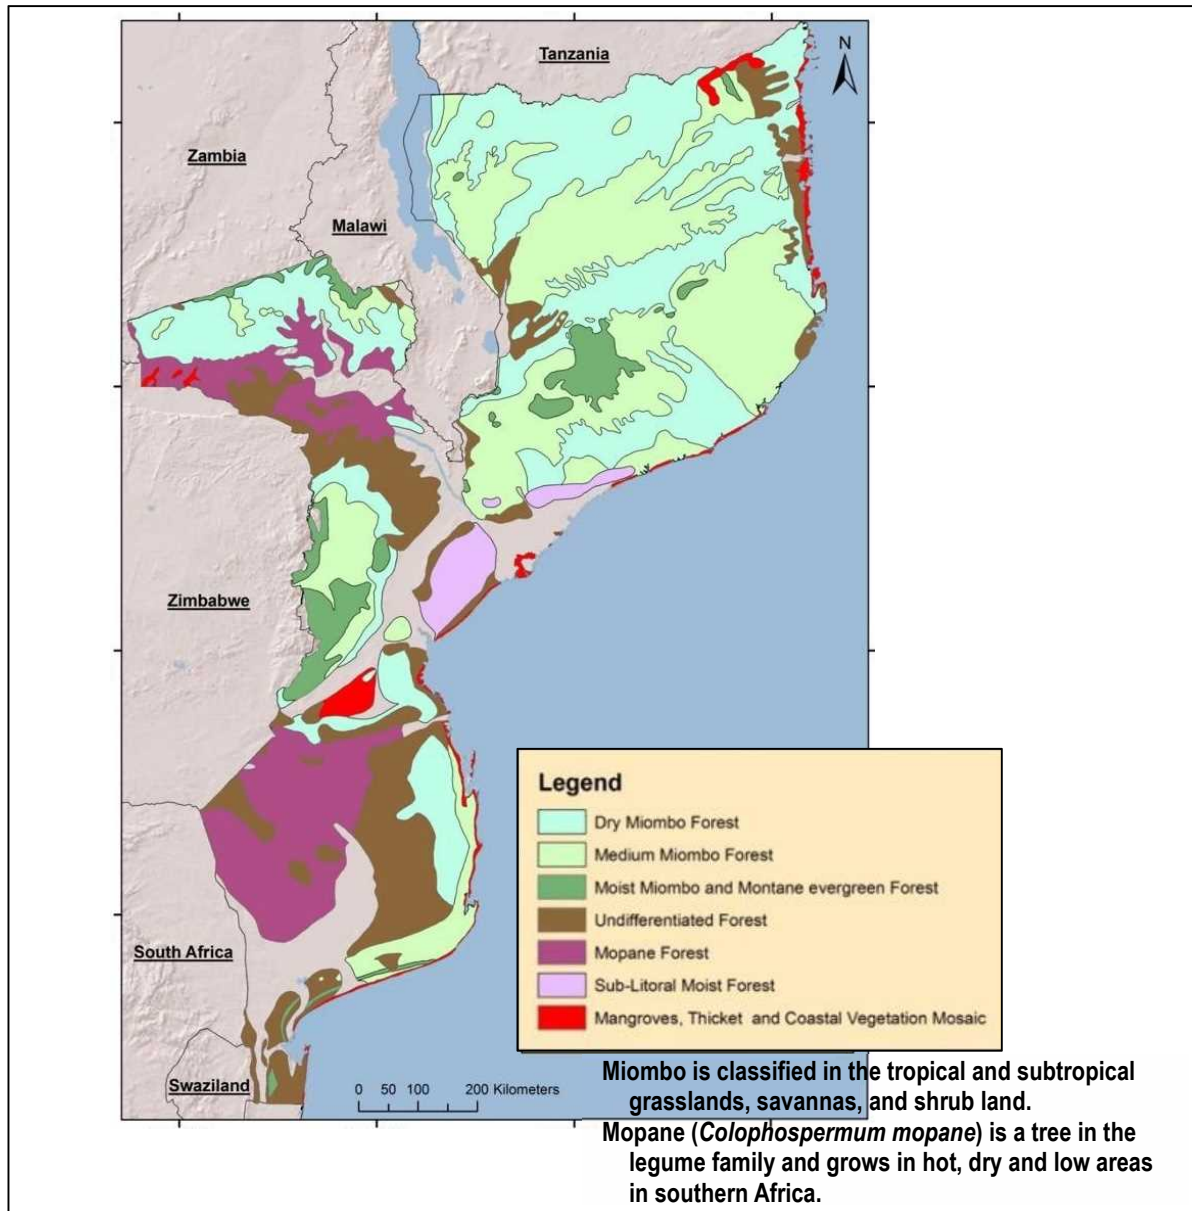 Tanzania
N
Zambia
Malawi
Zimbabwe
Legend
Dry Miombo Forest
Medium Miombo Forest
Moist Miombo and Montane evergreen Forest
Undifferentiated Forest
Mopane Forest
Sub-Litoral Moist Forest
Mangroves, Thicket and Coastal Vegetation Mosaic
South Africa
Swaziland
0 50 100 200 Kilometers
Miombo is classified in the tropical and subtropical
grasslands, savannas, and shrub land.
Mopane (Colophospermum mopane) is a tree in the
legume family and grows in hot, dry and low areas
in southern Africa.